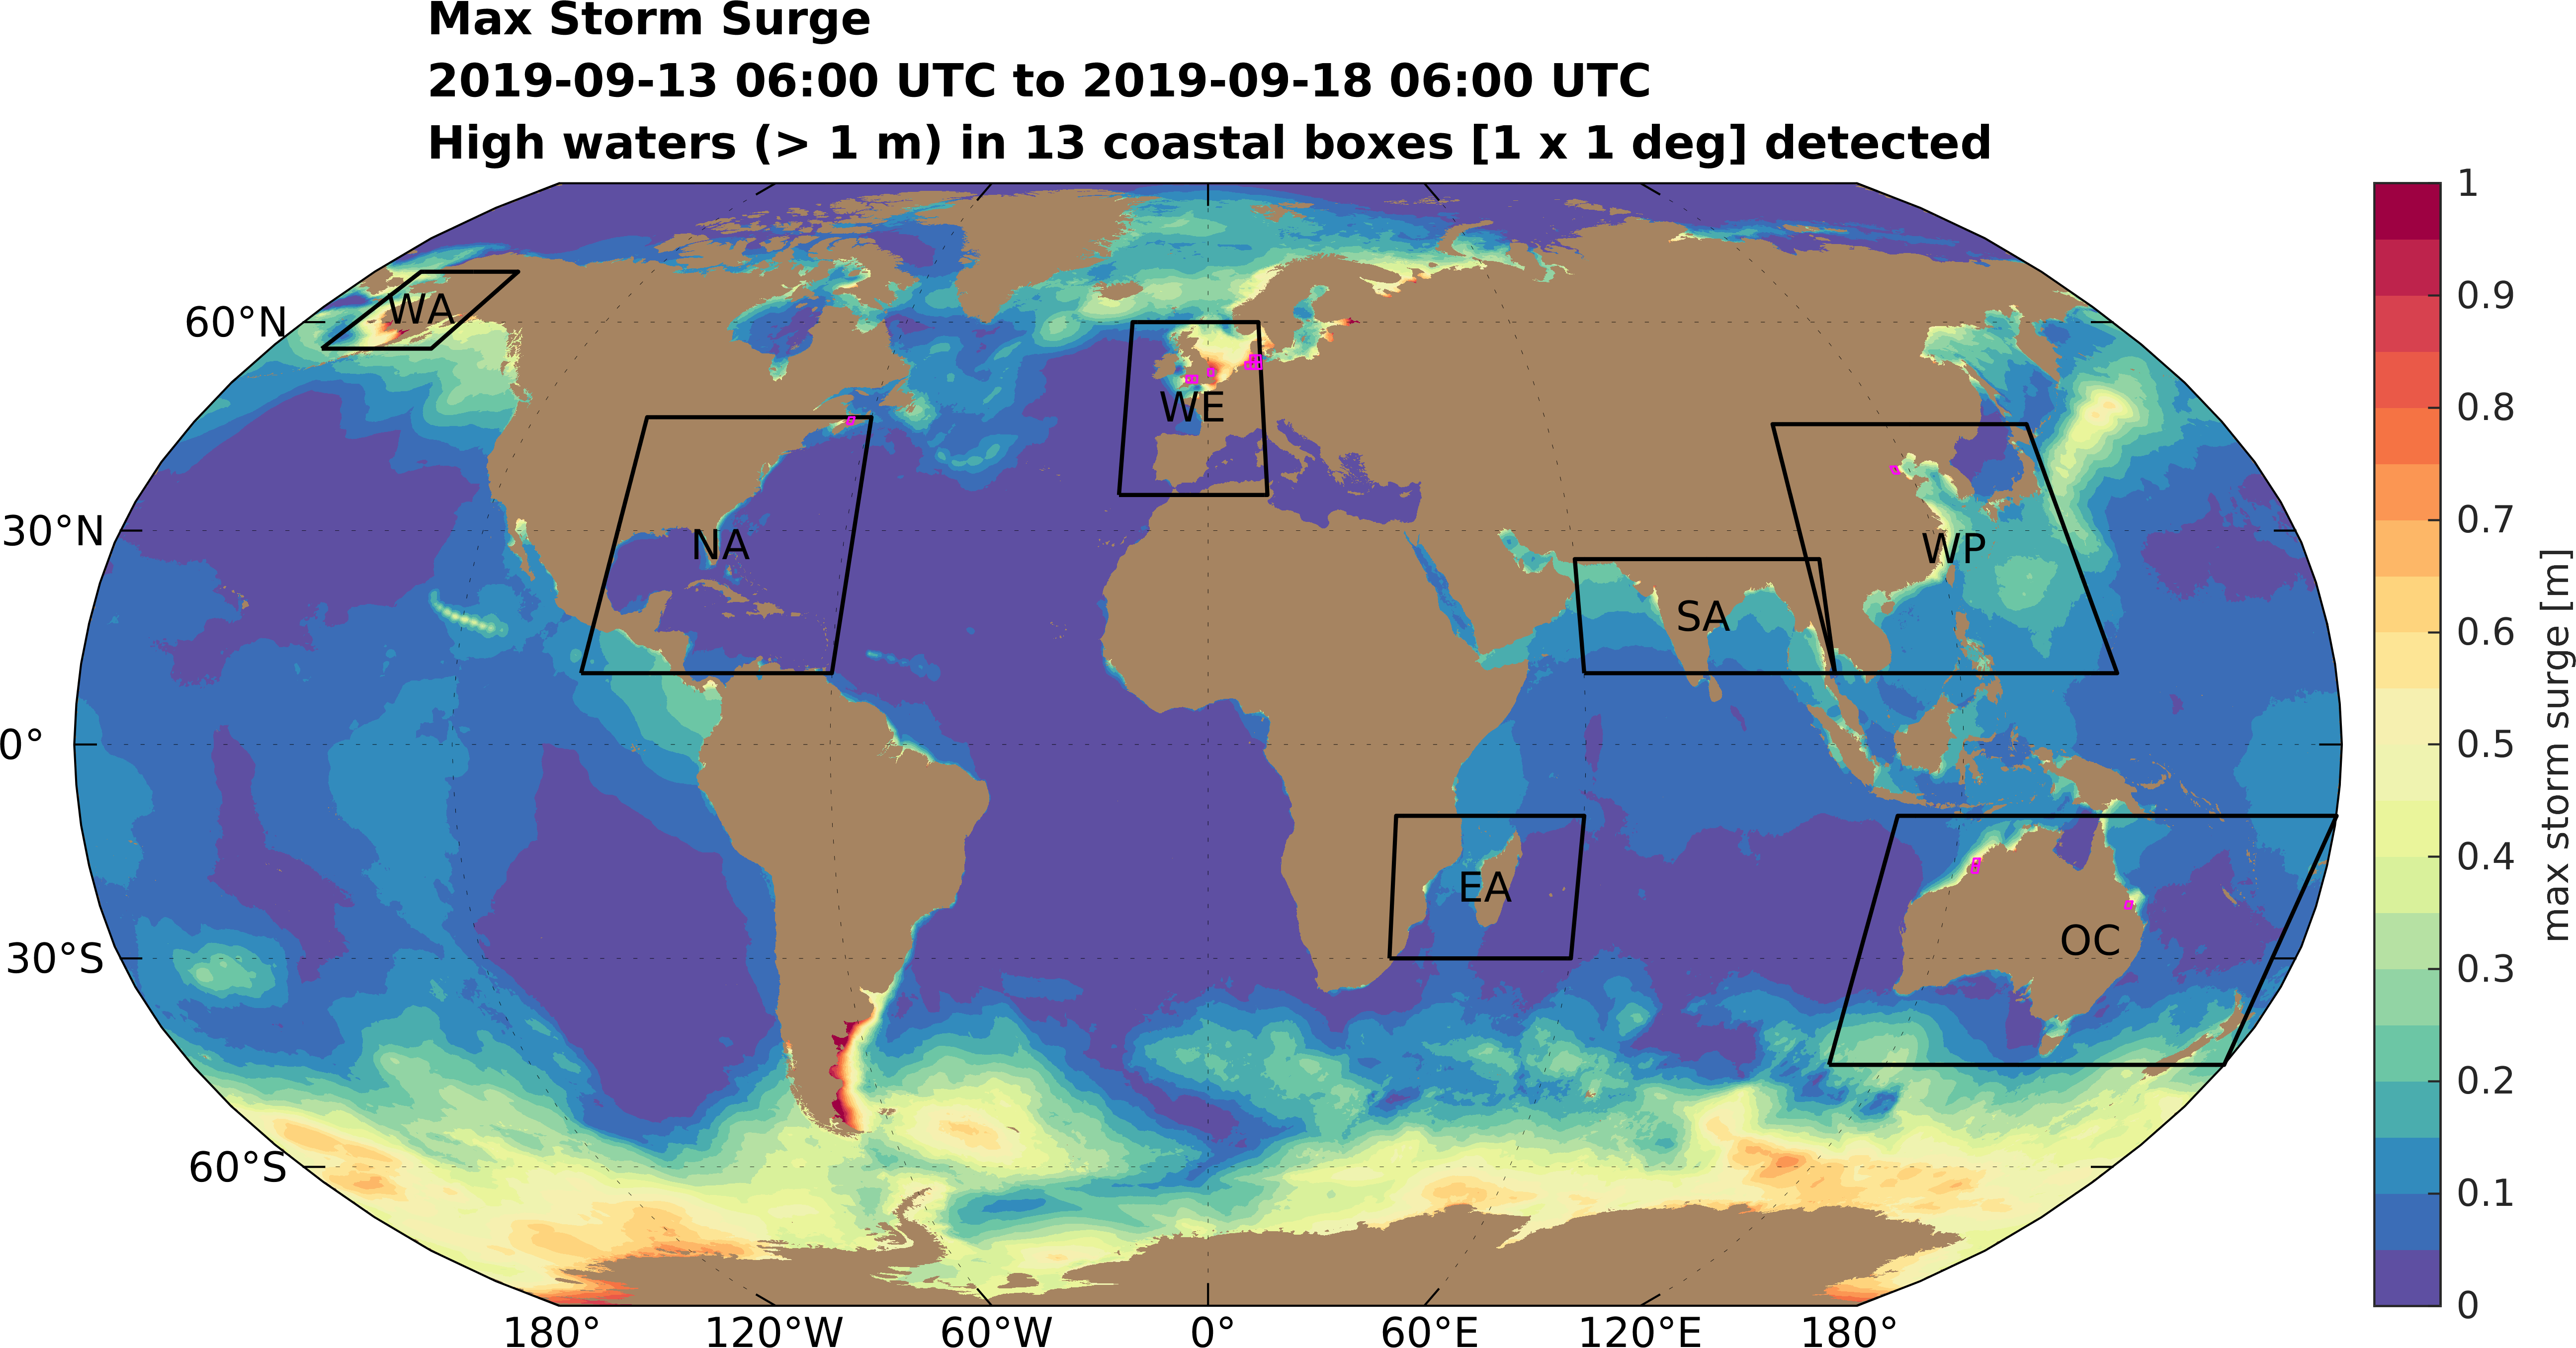 Max Storm Surge
2019-09-13 06:00 UTC to 2019-09-18 06:00 UTC
High waters (> 1 m) in 13 coastal boxes [1 x 1 deg] detected
60°N
30°N
0°
30°S
60°S
WA
NA
WE
SA
WP
EA
OC
180°
120°W
60°W
0°
60°E
120°E
180°
1
0.9
0.8
0.7
0.6
0.5
0.4
0.3
0.2
0.1
0
max storm surge [m]